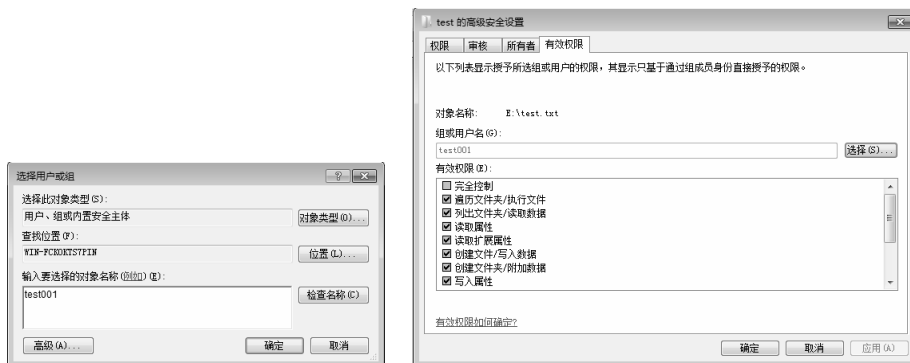 选择用户或组
选择此对象类型(S):
用户、组或内置安全主体
对象类型(O)...
查找位置(F):
WIN-FCKOKTS7PIN
位置(L)...
输入要选择的对象名称(例如)(E):
test001
检查名称(C)
高级(A)...
确定
取消
test 的高级安全设置
权限
审核
所有者
有效权限
以下列表显示授予所选组或用户的权限，其显示只基于通过组成员身份直接授予的权限。
对象名称: E:\test.txt
组或用户名(G):
test001
选择(S)...
有效权限(E):
完全控制
遍历文件夹/执行文件
列出文件夹/读取数据
读取属性
读取扩展属性
创建文件/写入数据
创建文件夹/附加数据
写入属性
有效权限如何确定?
确定
取消
应用(A)